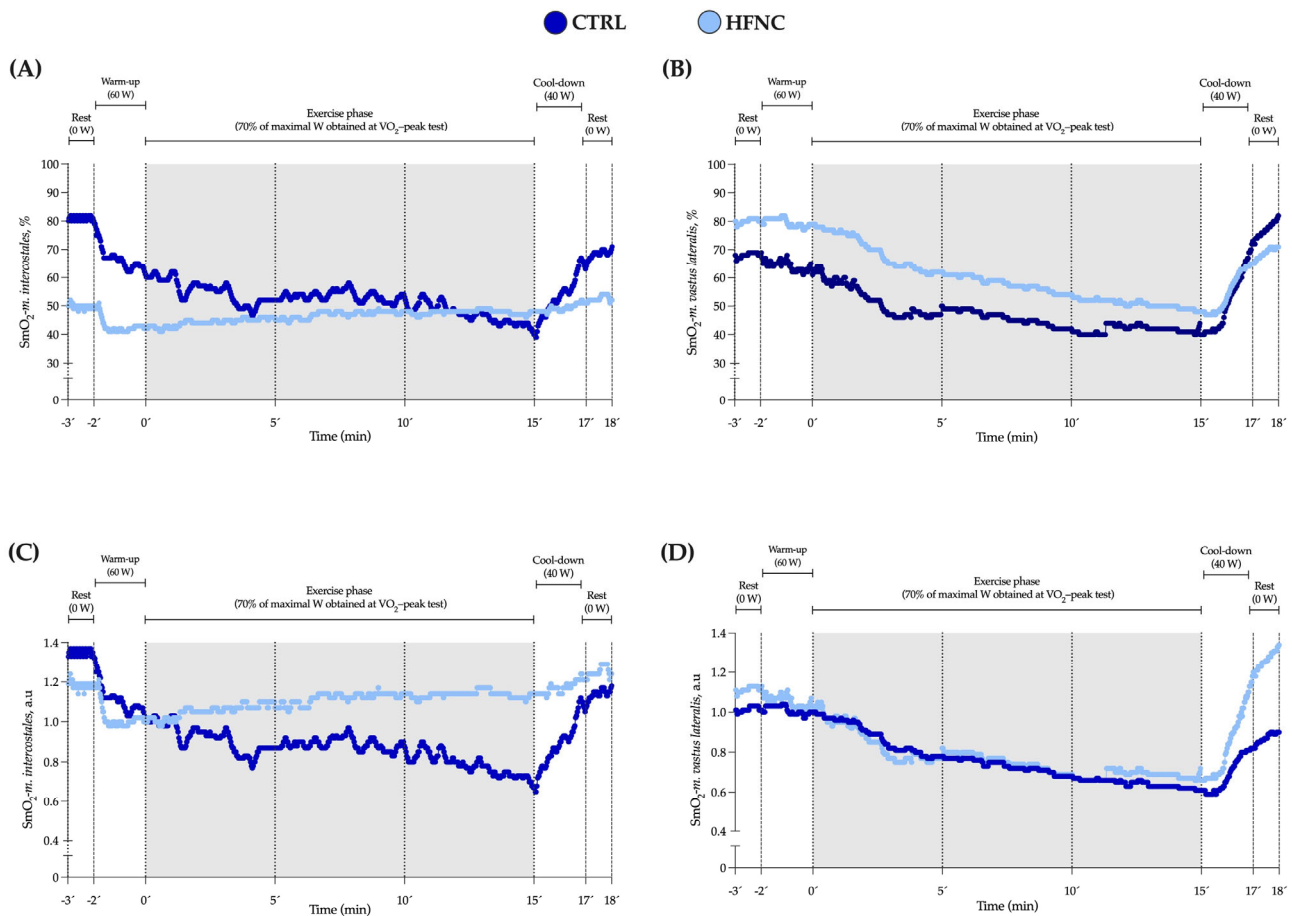 CTRL HFNC
(A)
Warm-up
(60 W)
Cool-down
(40 W)
Rest
(0 W)
Exercise phase
(70% of maximal W obtained at VO₂–peak test)
Rest
(0 W)
SmO₂-m. intercostales, %
100
90
80
70
60
50
40
30
0
-3´ -2´ 0´ 5´ 10´ 15´ 17´ 18´
Time (min)
(B)
Warm-up
(60 W)
Cool-down
(40 W)
Rest
(0 W)
Exercise phase
(70% of maximal W obtained at VO₂–peak test)
Rest
(0 W)
SmO₂-m. vastus lateralis, %
100
90
80
70
60
50
40
30
0
-3´ -2´ 0´ 5´ 10´ 15´ 17´ 18´
Time (min)
(C)
Warm-up
(60 W)
Cool-down
(40 W)
Rest
(0 W)
Exercise phase
(70% of maximal W obtained at VO₂–peak test)
Rest
(0 W)
SmO₂-m. intercostales, a.u
1.4
1.2
1.0
0.8
0.6
0.4
0
-3´ -2´ 0´ 5´ 10´ 15´ 17´ 18´
Time (min)
(D)
Warm-up
(60 W)
Cool-down
(40 W)
Rest
(0 W)
Exercise phase
(70% of maximal W obtained at VO₂–peak test)
Rest
(0 W)
SmO₂-m. vastus lateralis, a.u
1.4
1.2
1.0
0.8
0.6
0.4
0
-3´ -2´ 0´ 5´ 10´ 15´ 17´ 18´
Time (min)